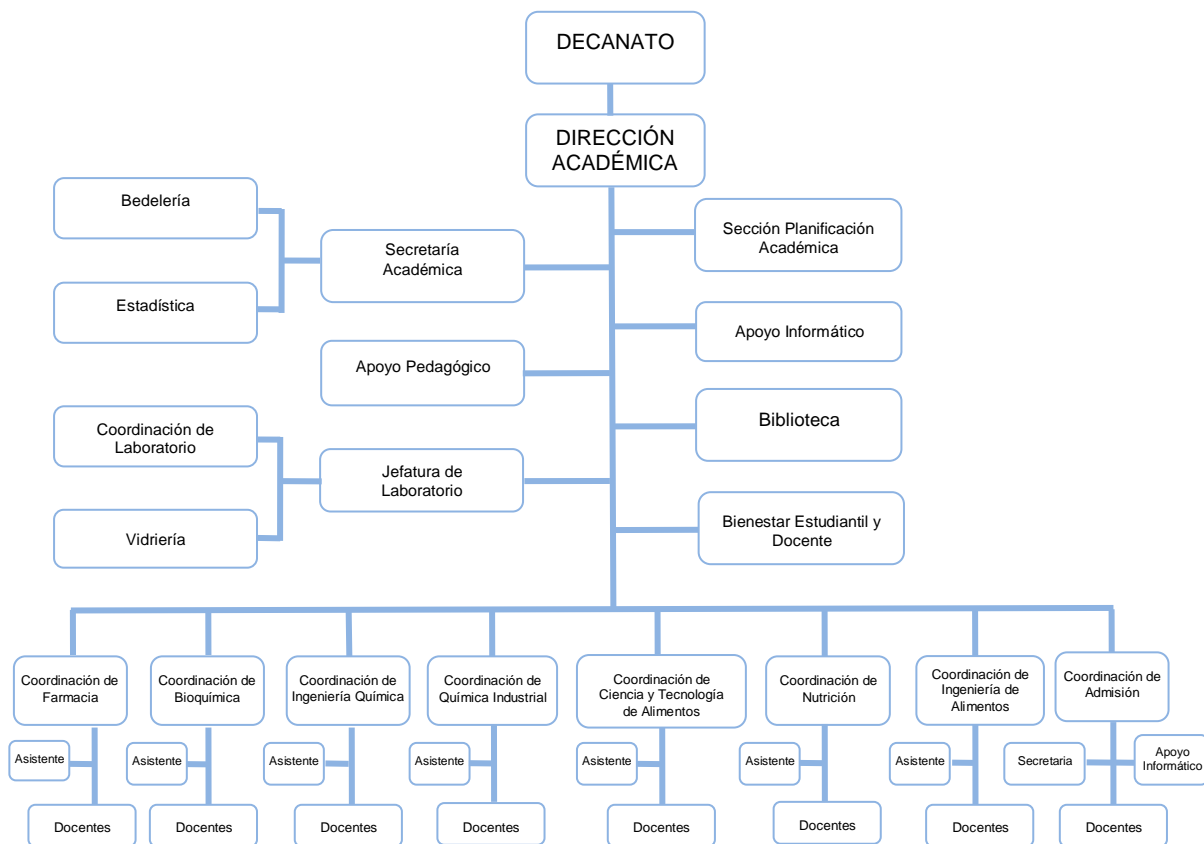 DECANATO
DIRECCIÓN
ACADÉMICA
Bedelería
Sección Planificación
Académica
Secretaría
Académica
Estadística
Apoyo Informático
Apoyo Pedagógico
Biblioteca
Coordinación de
Laboratorio
Jefatura de
Laboratorio
Vidriería
Bienestar Estudiantil y
Docente
Coordinación de
Farmacia
Coordinación de
Bioquímica
Coordinación de
Ingeniería Química
Coordinación de
Química Industrial
Coordinación de
Ciencia y Tecnología
de Alimentos
Coordinación de
Nutrición
Coordinación de
Ingeniería de
Alimentos
Coordinación de
Admisión
Asistente
Asistente
Asistente
Asistente
Asistente
Asistente
Asistente
Secretaria
Apoyo
Informático
Docentes
Docentes
Docentes
Docentes
Docentes
Docentes
Docentes
Docentes